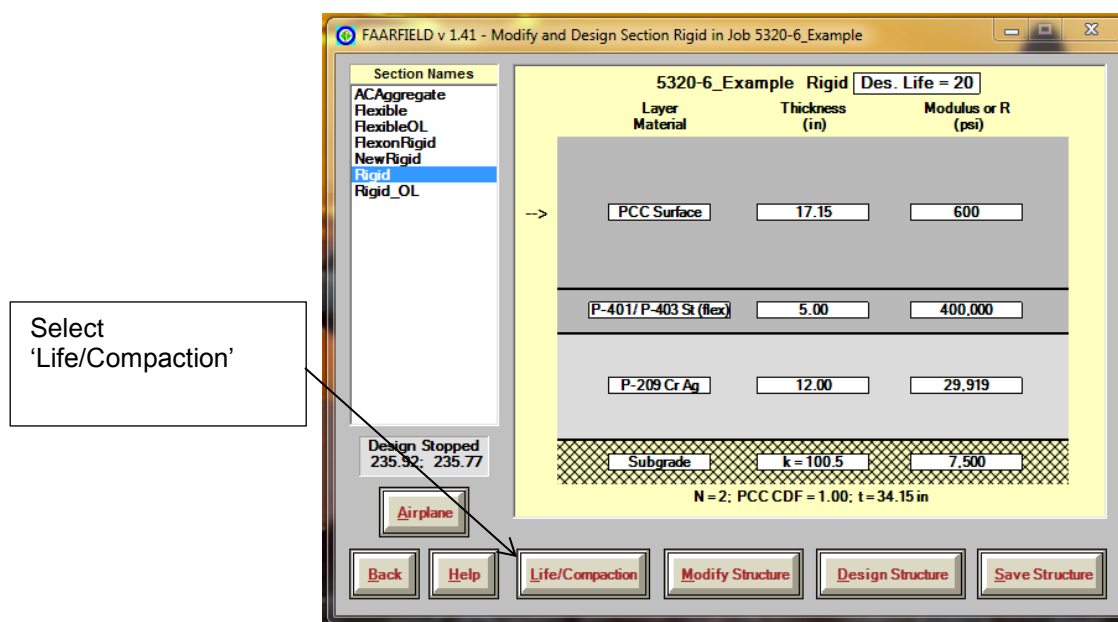 FAARFIELD v 1.41 - Modify and Design Section Rigid in Job 5320-6_Example
Section Names
ACAggregate
Flexible
FlexibleOL
FlexonRigid
NewRigid
Rigid
Rigid_OL
5320-6_Example Rigid Des. Life = 20
Layer Material Thickness (in) Modulus or R (psi)
--> PCC Surface 17.15 600
P-401/ P-403 St (flex) 5.00 400,000
P-209 Cr Ag 12.00 29,919
Subgrade k = 100.5 7,500
N = 2; PCC CDF = 1.00; t = 34.15 in
Select
‘Life/Compaction’
Design Stopped
235.92; 235.77
Airplane
Back Help Life/Compaction Modify Structure Design Structure Save Structure